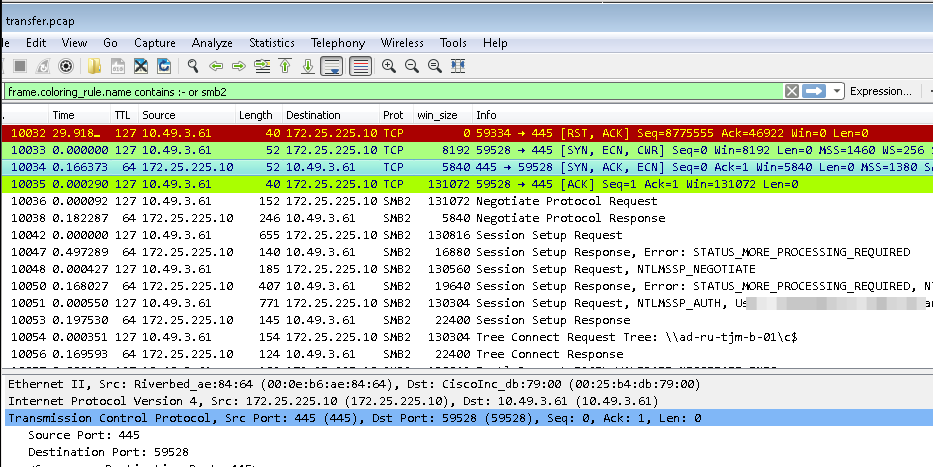 transfer.pcap
le Edit View Go Capture Analyze Statistics Telephony Wireless Tools Help
frame.coloring_rule.name contains :- or smb2 Expression...
. Time TTL Source Length Destination Prot win_size Info
10032 29.918… 127 10.49.3.61 40 172.25.225.10 TCP 0 59334 → 445 [RST, ACK] Seq=8775555 Ack=46922 Win=0 Len=0
10033 0.000000 127 10.49.3.61 52 172.25.225.10 TCP 8192 59528 → 445 [SYN, ECN, CWR] Seq=0 Win=8192 MSS=1460 WS=256 S
10034 0.166373 64 172.25.225.10 52 10.49.3.61 TCP 5840 445 → 59528 [SYN, ACK, ECN] Seq=0 Ack=1 Win=5840 MSS=1380 S
10035 0.000290 127 10.49.3.61 40 172.25.225.10 TCP 131072 59528 → 445 [ACK] Seq=1 Ack=1 Win=131072 Len=0
10036 0.000092 127 10.49.3.61 152 172.25.225.10 SMB2 131072 Negotiate Protocol Request
10038 0.182287 64 172.25.225.10 246 10.49.3.61 SMB2 5840 Negotiate Protocol Response
10042 0.000000 127 10.49.3.61 655 172.25.225.10 SMB2 130816 Session Setup Request
10047 0.497289 64 172.25.225.10 140 10.49.3.61 SMB2 16880 Session Setup Response, Error: STATUS_MORE_PROCESSING_REQUIRED
10048 0.000427 127 10.49.3.61 185 172.25.225.10 SMB2 130560 Session Setup Request, NTLMSSP_NEGOTIATE
10050 0.168027 64 172.25.225.10 407 10.49.3.61 SMB2 19640 Session Setup Response, Error: STATUS_MORE_PROCESSING_REQUIRED, NT
10051 0.000550 127 10.49.3.61 771 172.25.225.10 SMB2 130304 Session Setup Request, NTLMSSP_AUTH, Us
10053 0.197530 64 172.25.225.10 145 10.49.3.61 SMB2 22400 Session Setup Response
10054 0.000351 127 10.49.3.61 154 172.25.225.10 SMB2 130304 Tree Connect Request Tree: \\ad-ru-tjm-b-01\c$
10056 0.169593 64 172.25.225.10 124 10.49.3.61 SMB2 22400 Tree Connect Response
Ethernet II, Src: Riverbed_ae:84:64 (00:0e:b6:ae:84:64), Dst: CiscoInc_db:79:00 (00:25:b4:db:79:00)
Internet Protocol Version 4, Src: 172.25.225.10 (172.25.225.10), Dst: 10.49.3.61 (10.49.3.61)
Transmission Control Protocol, Src Port: 445 (445), Dst Port: 59528 (59528), Seq: 0, Ack: 1, Len: 0
Source Port: 445
Destination Port: 59528